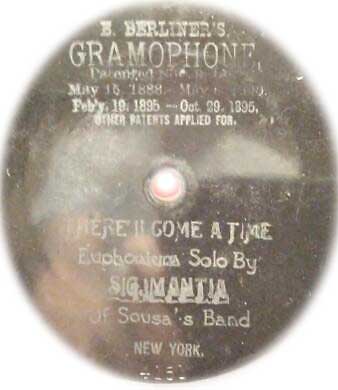 E. BERLINER'S
GRAMOPHONE.
Patented
May 15, 1888
Feb'y. 19, 1895 — Oct. 29, 1895.
OTHER PATENTS APPLIED FOR.
THERE'll COME A TIME
Euphonium Solo By
SIG. MANTIA
Of Sousa's Band
NEW YORK.